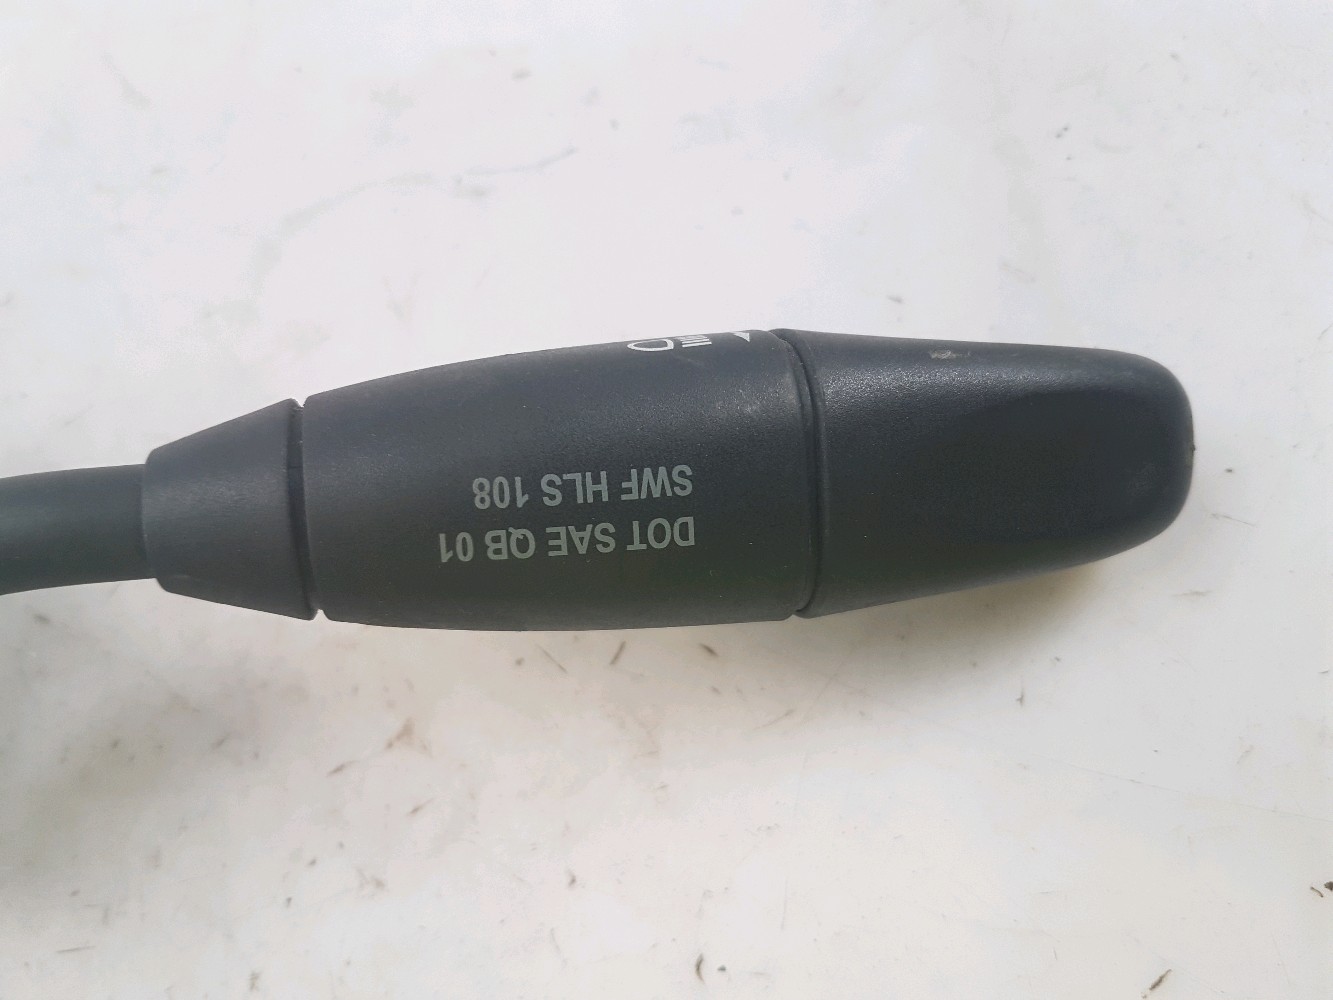 DOT SAE QB 01
SWF HLS 108